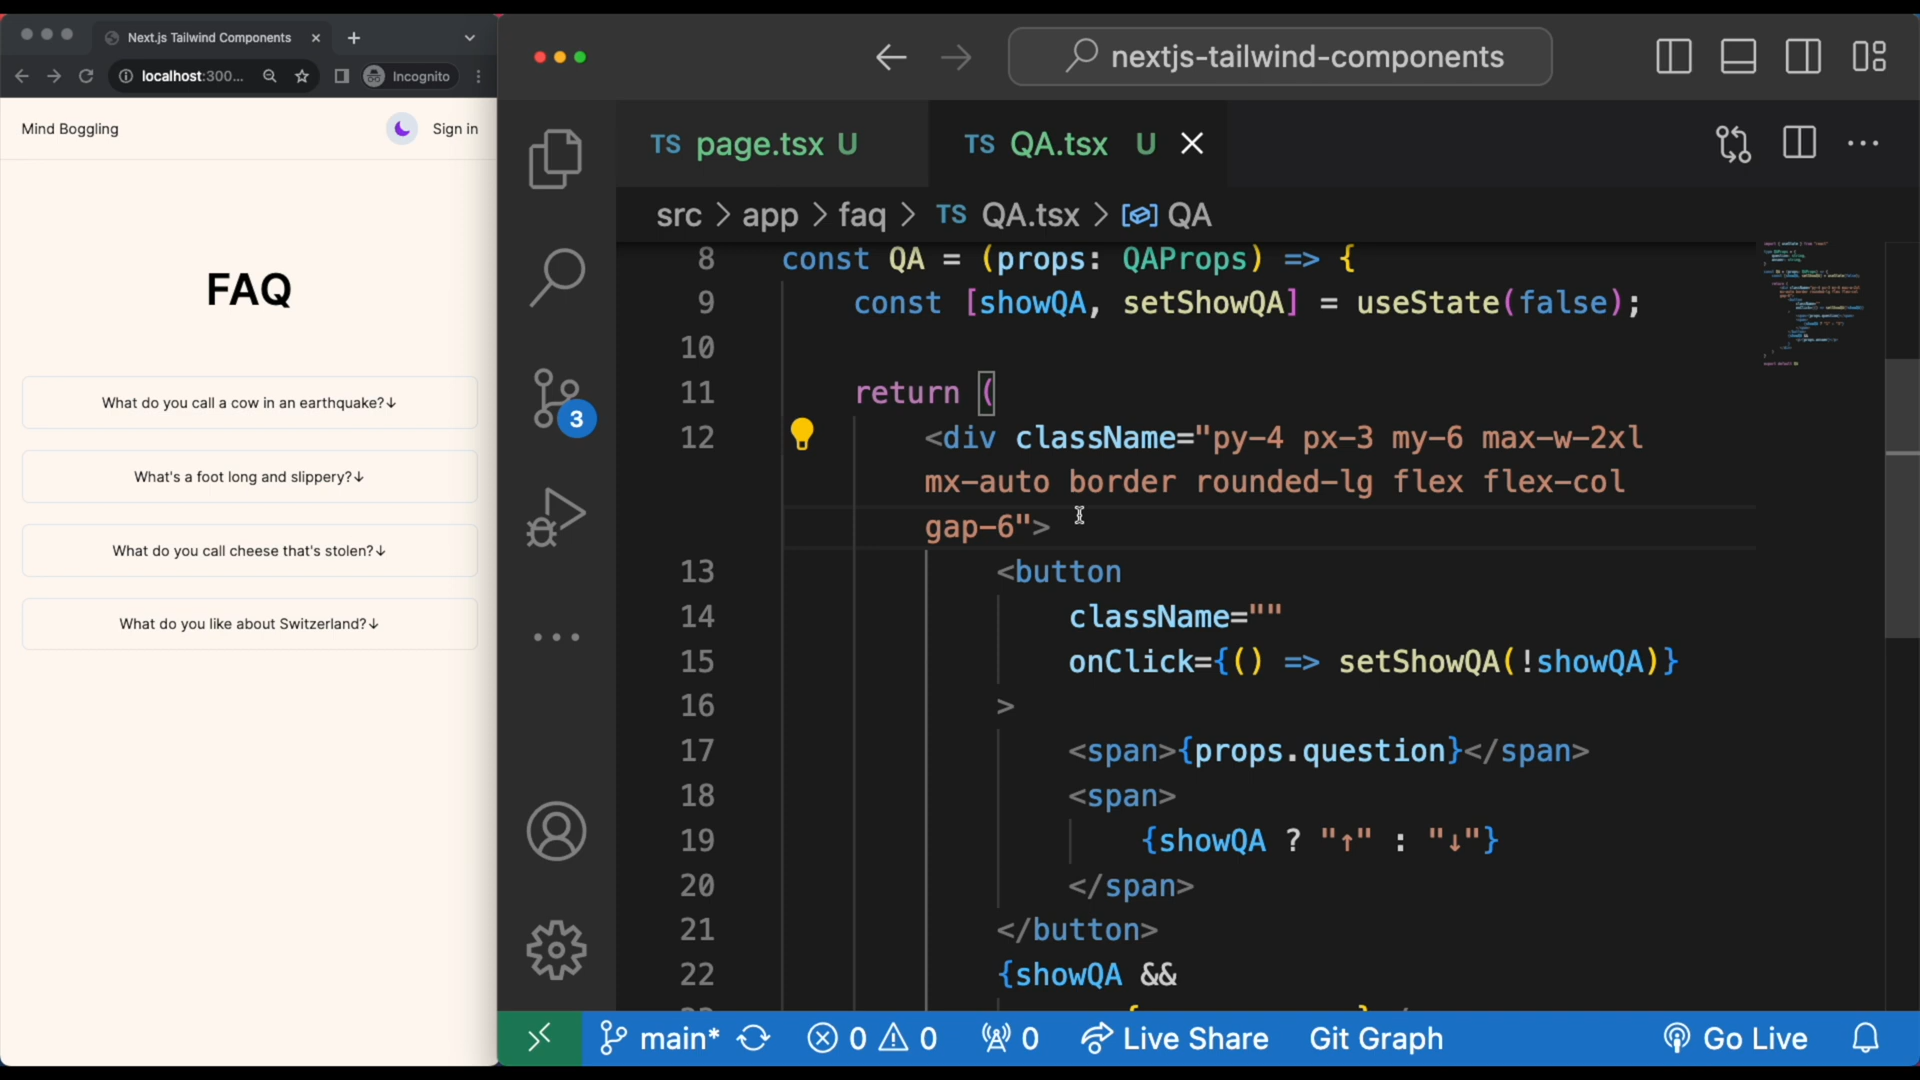 Next.js Tailwind Components
localhost:300...
Incognito
Mind Boggling
Sign in
FAQ
What do you call a cow in an earthquake?↓
What's a foot long and slippery?↓
What do you call cheese that's stolen?↓
What do you like about Switzerland?↓
nextjs-tailwind-components
TS page.tsx U
TS QA.tsx U
src > app > faq > TS QA.tsx > QA
3
8 const QA = (props: QAProps) => {
9 const [showQA, setShowQA] = useState(false);
10
11 return (
12 <div className="py-4 px-3 my-6 max-w-2xl
mx-auto border rounded-lg flex flex-col
gap-6">
13 <button
14 className=""
15 onClick={() => setShowQA(!showQA)}
16 >
17 <span>{props.question}</span>
18 <span>
19 {showQA ? "↑" : "↓"}
20 </span>
21 </button>
22 {showQA &&
main* 0 0 0 Live Share Git Graph Go Live